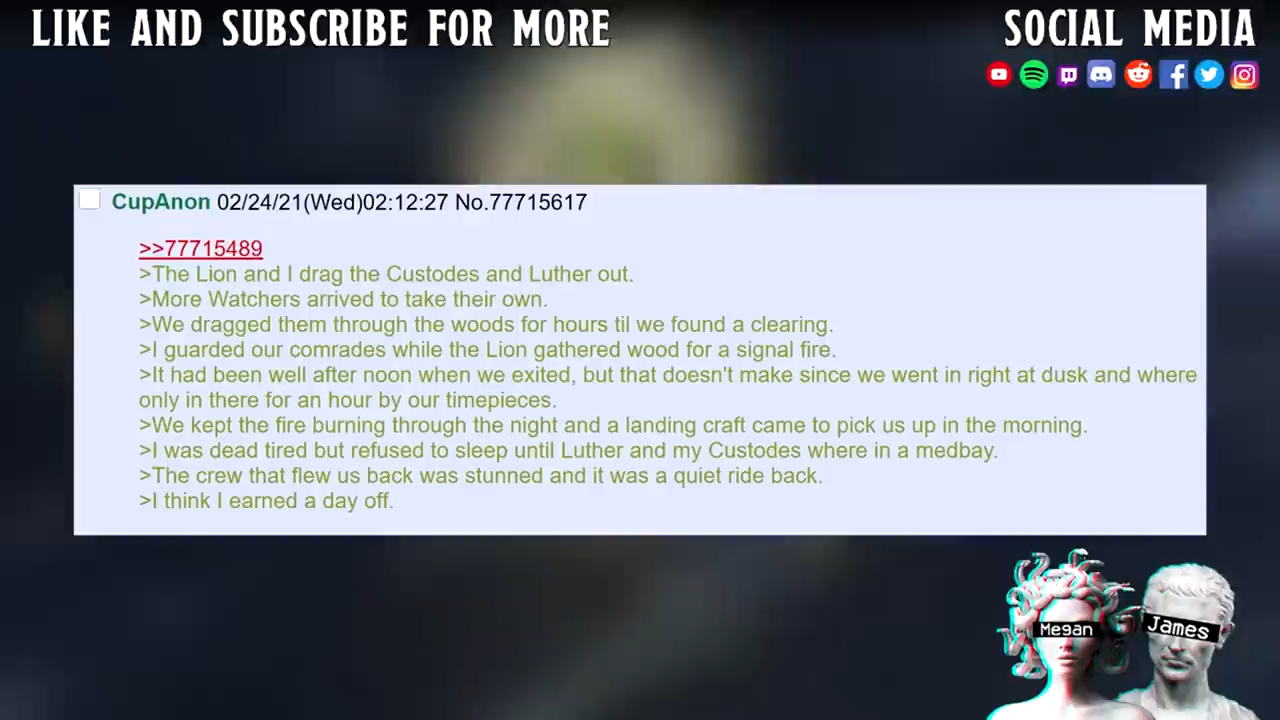 LIKE AND SUBSCRIBE FOR MORE
SOCIAL MEDIA
CupAnon 02/24/21(Wed)02:12:27 No.77715617
>>77715489
>The Lion and I drag the Custodes and Luther out.
>More Watchers arrived to take their own.
>We dragged them through the woods for hours til we found a clearing.
>I guarded our comrades while the Lion gathered wood for a signal fire.
>It had been well after noon when we exited, but that doesn't make since we went in right at dusk and where
only in there for an hour by our timepieces.
>We kept the fire burning through the night and a landing craft came to pick us up in the morning.
>I was dead tired but refused to sleep until Luther and my Custodes where in a medbay.
>The crew that flew us back was stunned and it was a quiet ride back.
>I think I earned a day off.
Megan
James